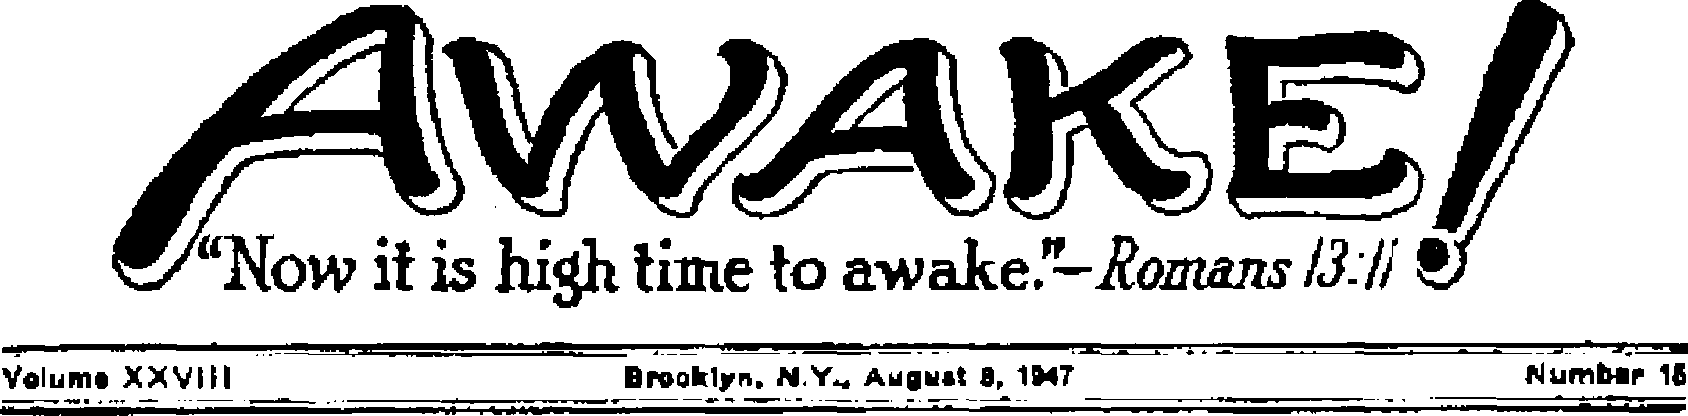 AWAKE!
"Now it is high time to awake."—Romans 13:11
Volume XXVIII Brooklyn, N.Y., August 8, 1947 Number 15